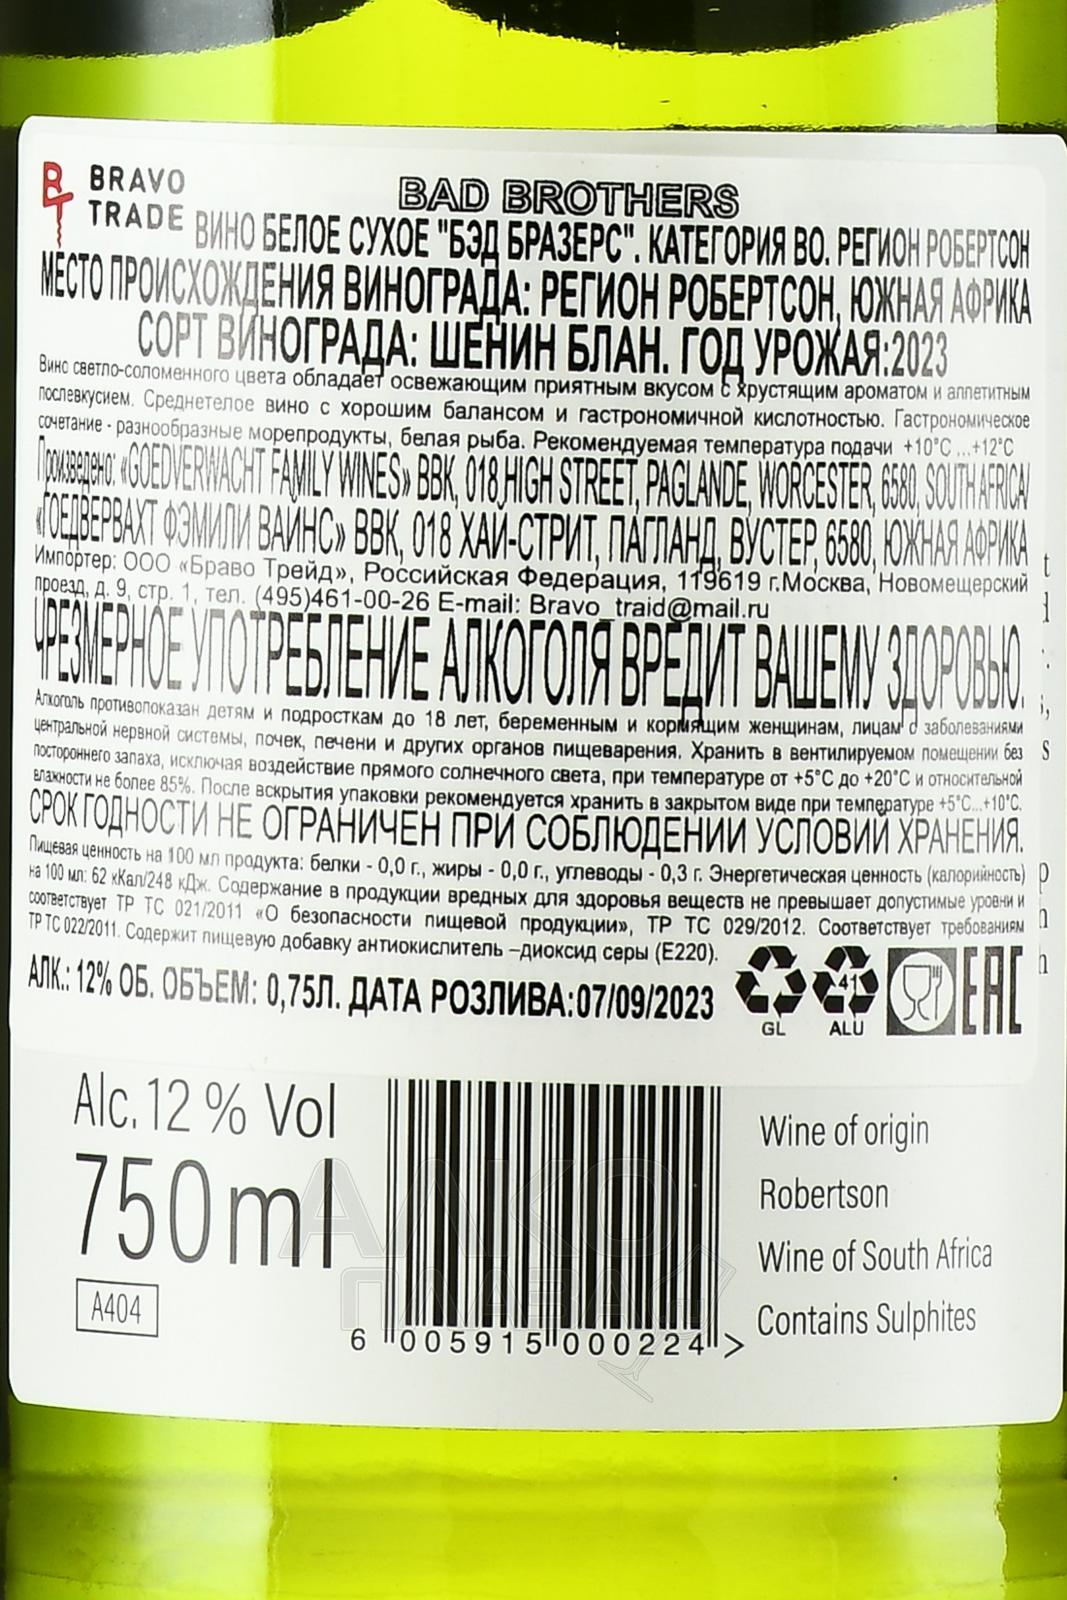 BRAVO
TRADE
BAD BROTHERS
ВИНО БЕЛОЕ СУХОЕ "БЭД БРАЗЕРС". КАТЕГОРИЯ ВО. РЕГИОН РОБЕРТСОН
МЕСТО ПРОИСХОЖДЕНИЯ ВИНОГРАДА: РЕГИОН РОБЕРТСОН, ЮЖНАЯ АФРИКА
СОРТ ВИНОГРАДА: ШЕНИН БЛАН. ГОД УРОЖАЯ:2023
Вино светло-соломенного цвета обладает освежающим приятным вкусом с хрустящим ароматом и аппетитным
послевкусием. Среднетелое вино с хорошим балансом и гастрономичной кислотностью. Гастрономическое
сочетание - разнообразные морепродукты, белая рыба. Рекомендуемая температура подачи +10°С ...+12°С
Произведено: «GOEDVERWACHT FAMILY WINES» ВВК, 018,HIGH STREET, PAGLANDE, WORCESTER, 6580, SOUTH AFRICA/
«ГОЕДВЕРВАХТ ФЭМИЛИ ВАЙНС» ВВК, 018 ХАЙ-СТРИТ, ПАГЛАНД, ВУСТЕР, 6580, ЮЖНАЯ АФРИКА
Импортер: ООО «Браво Трейд», Российская Федерация, 119619 г.Москва, Новомещерский
проезд, д. 9, стр. 1, тел. (495)461-00-26 E-mail: Bravo_traid@mail.ru
ЧРЕЗМЕРНОЕ УПОТРЕБЛЕНИЕ АЛКОГОЛЯ ВРЕДИТ ВАШЕМУ ЗДОРОВЬЮ.
Алкоголь противопоказан детям и подросткам до 18 лет, беременным и кормящим женщинам, лицам с заболеваниями
центральной нервной системы, почек, печени и других органов пищеварения. Хранить в вентилируемом помещении без
постороннего запаха, исключая воздействие прямого солнечного света, при температуре от +5°С до +20°С и относительной
влажности не более 85%. После вскрытия упаковки рекомендуется хранить в закрытом виде при температуре +5°С...+10°С.
СРОК ГОДНОСТИ НЕ ОГРАНИЧЕН ПРИ СОБЛЮДЕНИИ УСЛОВИЙ ХРАНЕНИЯ.
Пищевая ценность на 100 мл продукта: белки - 0,0 г., жиры - 0,0 г., углеводы - 0,3 г. Энергетическая ценность (калорийность)
на 100 мл: 62 кКал/248 кДж. Содержание в продукции вредных для здоровья веществ не превышает допустимые уровни и
соответствует ТР ТС 021/2011 «О безопасности пищевой продукции», ТР ТС 029/2012. Соответствует требованиям
ТР ТС 022/2011. Содержит пищевую добавку антиокислитель –диоксид серы (Е220).
АЛК.: 12% ОБ. ОБЪЕМ: 0,75Л. ДАТА РОЗЛИВА:07/09/2023
GL
41
ALU
EAC
Alc. 12 % Vol
750 ml
A404
6 005915 000224 >
Wine of origin
Robertson
Wine of South Africa
Contains Sulphites
АЛКО
ПЛАЗА